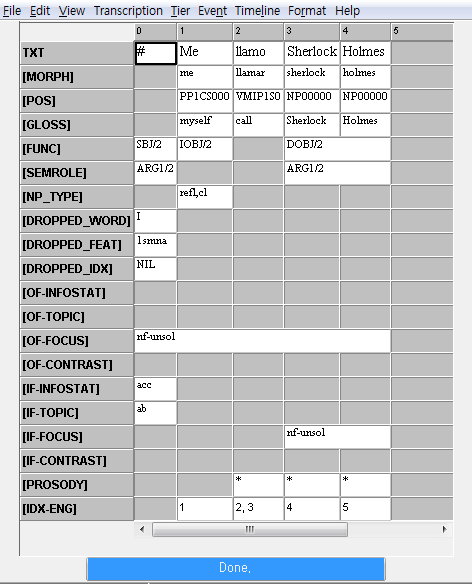 File Edit View Transcription Tier Event Timeline Format Help
0 1 2 3 4 5
TXT # Me llamo Sherlock Holmes
[MORPH] me llamar sherlock holmes
[POS] PP1CS000 VMIP1S0 NP00000 NP00000
[GLOSS] myself call Sherlock Holmes
[FUNC] SBJ/2 IOBJ/2 DOBJ/2
[SEMROLE] ARG1/2 ARG1/2
[NP_TYPE] refl,cl
[DROPPED_WORD] I
[DROPPED_FEAT] 1smna
[DROPPED_IDX] NIL
[OF-INFOSTAT]
[OF-TOPIC]
[OF-FOCUS] nf-unsol
[OF-CONTRAST]
[IF-INFOSTAT] acc
[IF-TOPIC] ab
[IF-FOCUS] nf-unsol
[IF-CONTRAST]
[PROSODY] * * *
[IDX-ENG] 1 2, 3 4 5
Done.